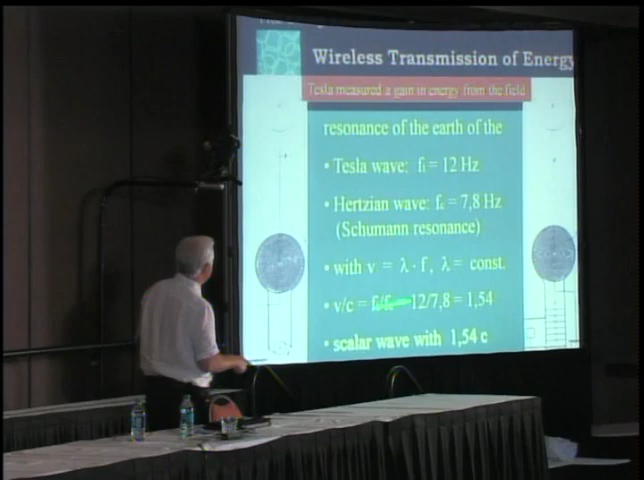 Wireless Transmission of Energy
Tesla measured a gain in energy from the field
resonance of the earth of the
• Tesla wave: fₜ = 12 Hz
• Hertzian wave: fₑ = 7,8 Hz
(Schumann resonance)
• with v = λ · f , λ = const.
• v/c = 12/7,8 = 1,54
• scalar wave with 1,54 c